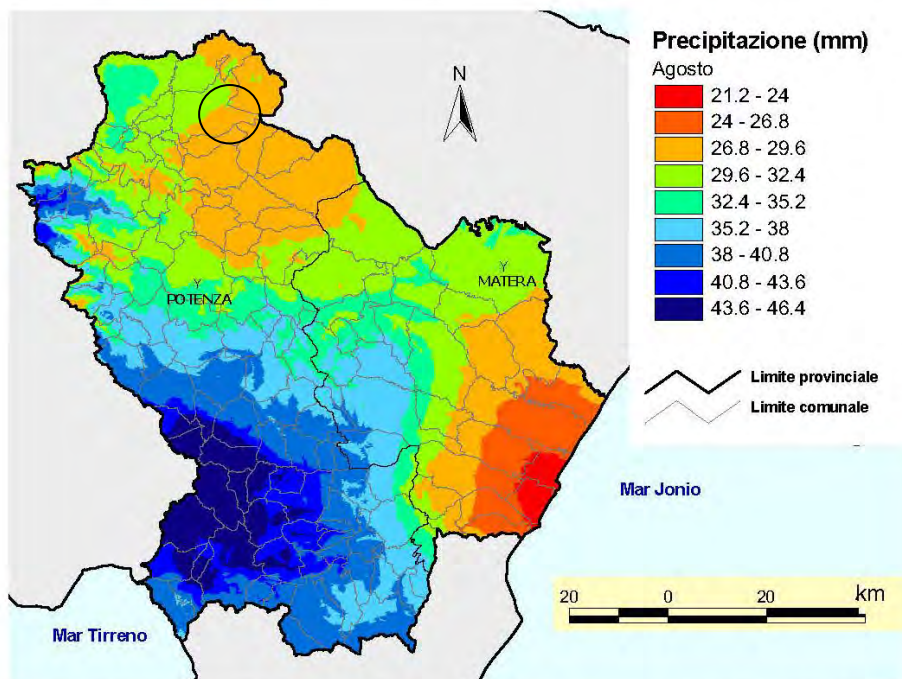 Precipitazione (mm)
Agosto
21.2 - 24
24 - 26.8
26.8 - 29.6
29.6 - 32.4
32.4 - 35.2
35.2 - 38
38 - 40.8
40.8 - 43.6
43.6 - 46.4
N
Y
POTENZA
Y
MATERA
Limite provinciale
Limite comunale
Mar Jonio
Mar Tirreno
20 0 20 km